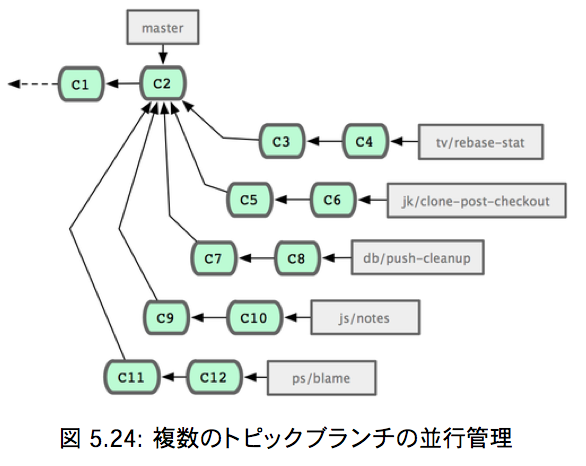 master
C1 C2
C3 C4 tv/rebase-stat
C5 C6 jk/clone-post-checkout
C7 C8 db/push-cleanup
C9 C10 js/notes
C11 C12 ps/blame
図 5.24: 複数のトピックブランチの並行管理